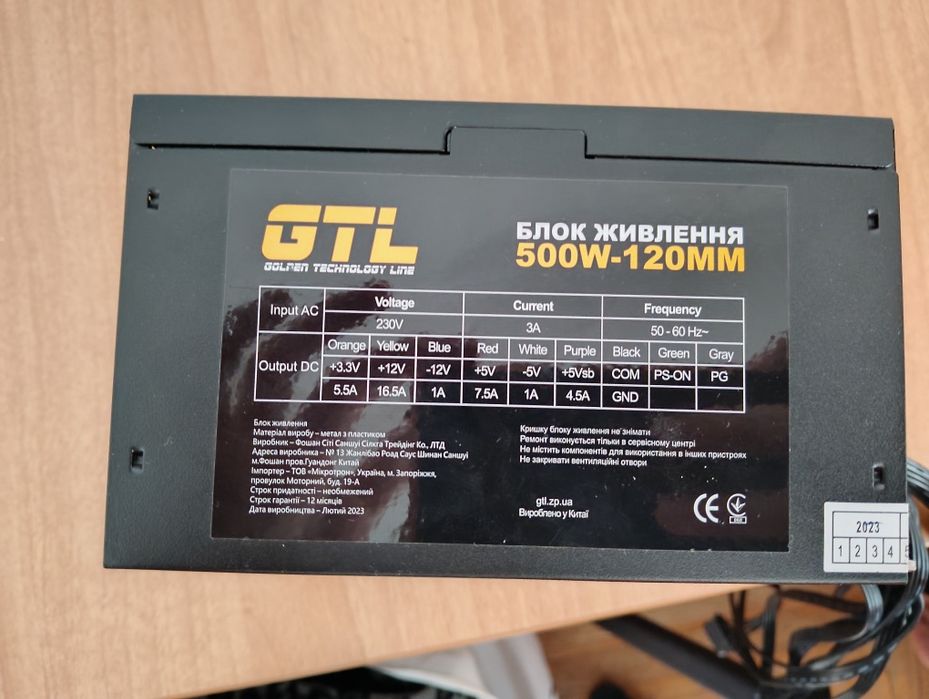 GTL
GOLDEN TECHNOLOGY LINE
БЛОК ЖИВЛЕННЯ
500W-120MM
Input AC Voltage Current Frequency
230V 3A 50 - 60 Hz~
Output DC Orange Yellow Blue Red White Purple Black Green Gray
+3.3V +12V -12V +5V -5V +5Vsb COM PS-ON PG
5.5A 16.5A 1A 7.5A 1A 4.5A GND
Блок живлення
Матеріал виробу – метал з пластиком
Виробник – Фошан Сіті Саншуі Сілкга Трейдінг Ко., ЛТД
Адреса виробника – № 13 Жанлібао Роад Саус Шинан Саншуі
м.Фошан пров.Гуандонг Китай
Імпортер – ТОВ «Мікротрон», Україна, м. Запоріжжя,
провулок Моторний, буд. 19-А
Строк придатності – необмежений
Строк гарантії – 12 місяців
Дата виробництва – Лютий 2023
Кришку блоку живлення не знімати
Ремонт виконується тільки в сервісному центрі
Не містить компонентів для використання в інших пристроях
Не закривати вентиляційні отвори
gtl.zp.ua
Вироблено у Китаї
CE
2023
1 2 3 4 5